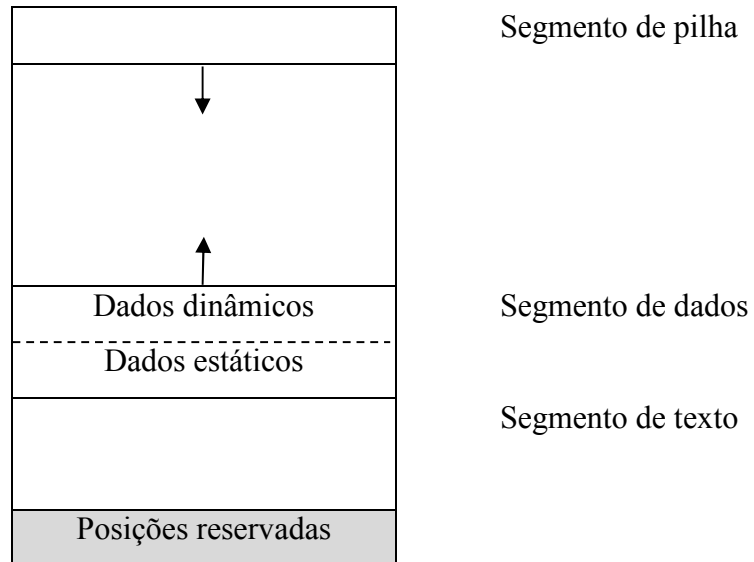 Segmento de pilha
Dados dinâmicos
Segmento de dados
Dados estáticos
Segmento de texto
Posições reservadas